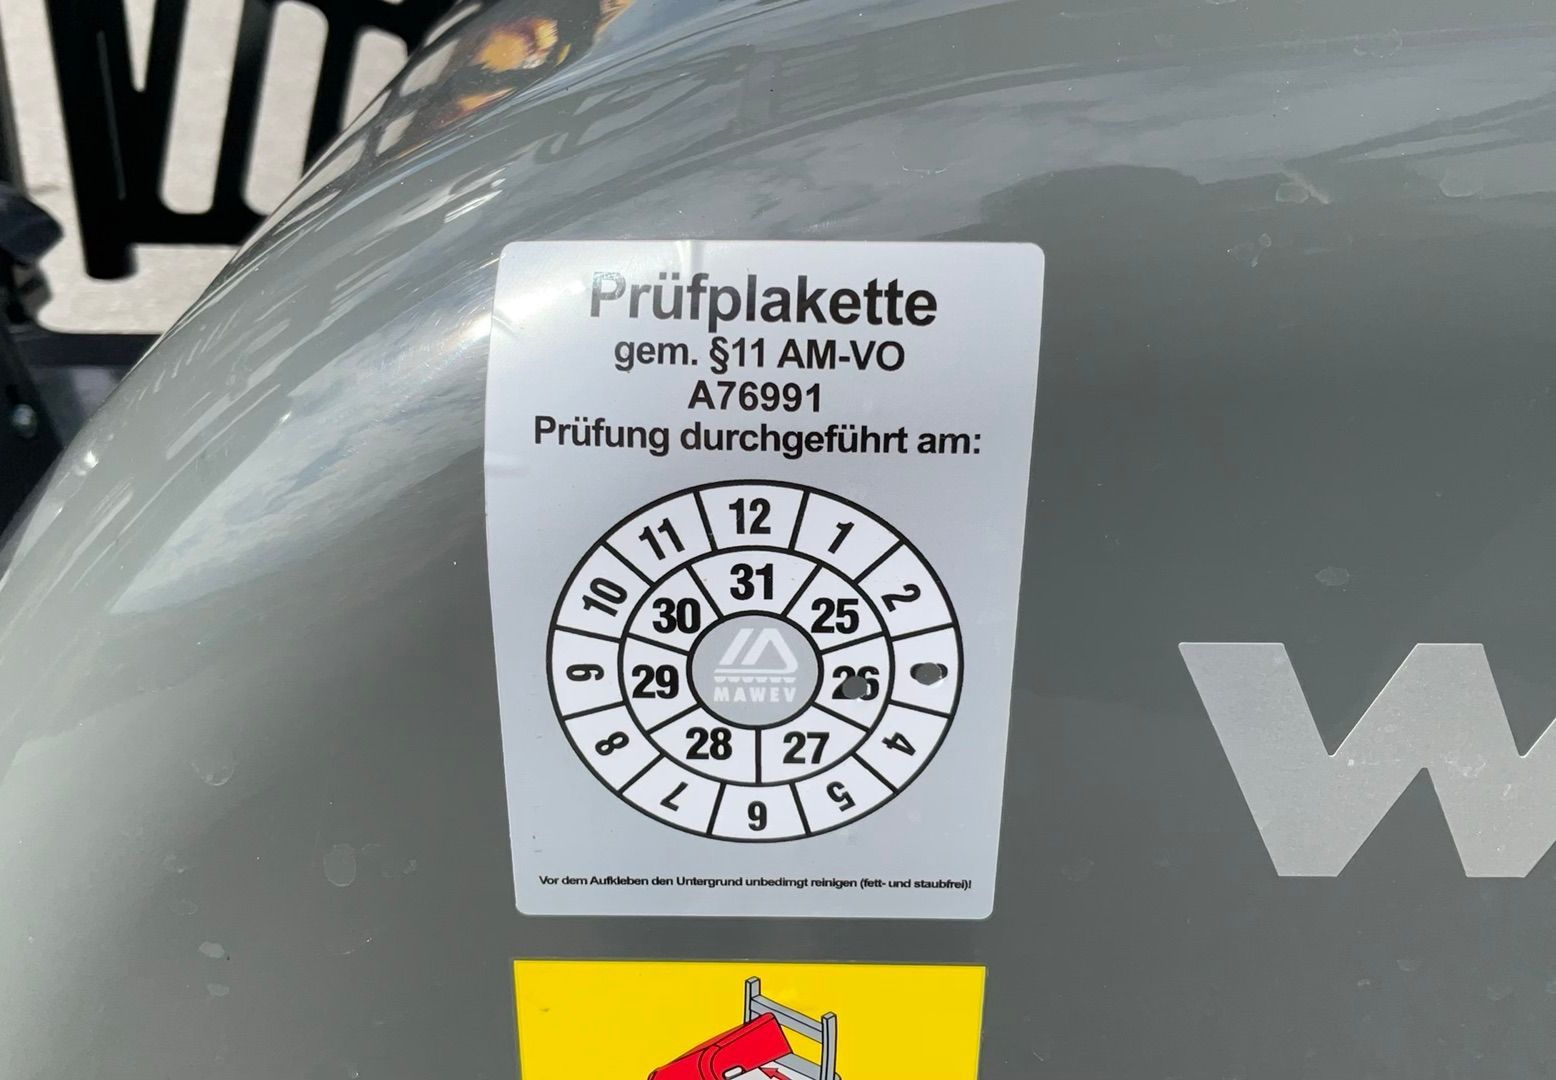 Prüfplakette
gem. §11 AM-VO
A76991
Prüfung durchgeführt am:
12
1
2
4
5
6
7
8
9
10
11
31
25
26
27
28
29
30
MAWEV
Vor dem Aufkleben den Untergrund unbedimgt reinigen (fett- und staubfrei)!
W